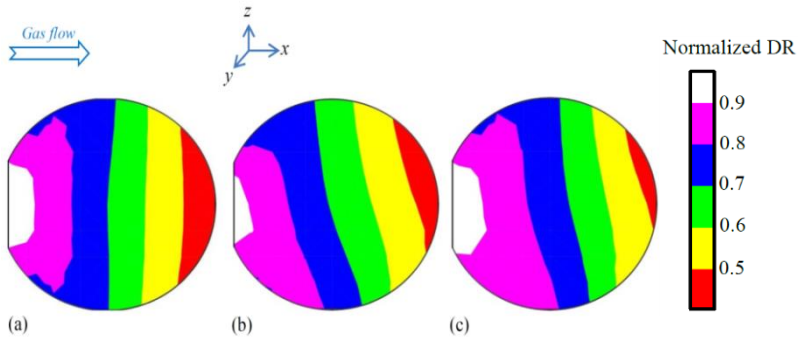 Gas flow
z
x
y
Normalized DR
0.9
0.8
0.7
0.6
0.5
(a)
(b)
(c)